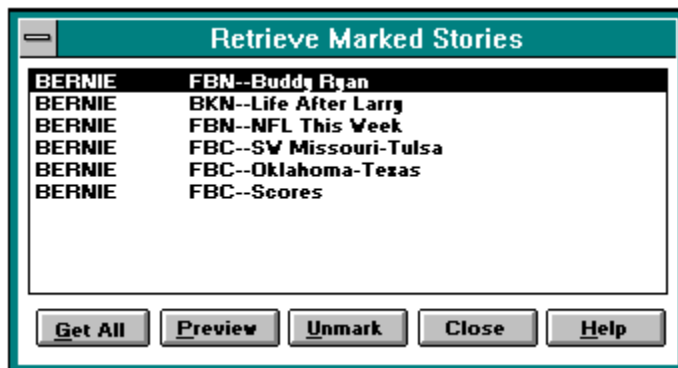 Retrieve Marked Stories
BERNIE FBN--Buddy Ryan
BERNIE BKN--Life After Larry
BERNIE FBN--NFL This Week
BERNIE FBC--SW Missouri-Tulsa
BERNIE FBC--Oklahoma-Texas
BERNIE FBC--Scores
Get All Preview Unmark Close Help